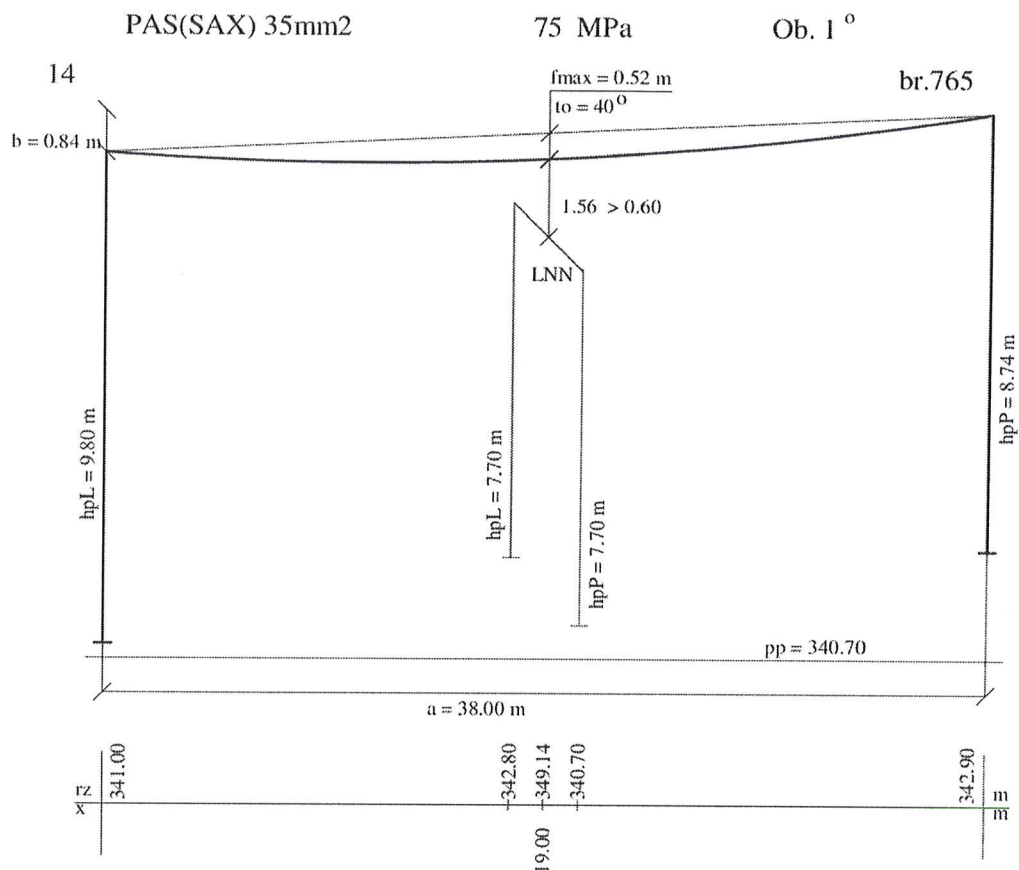 PAS(SAX) 35mm2 75 MPa Ob. 1 o
14
fmax = 0.52 m
br.765
to = 40 o
b = 0.84 m
1.56 > 0.60
LNN
hpL = 9.80 m
hpL = 7.70 m
hpP = 7.70 m
hpP = 8.74 m
pp = 340.70
a = 38.00 m
341.00
342.80
349.14
340.70
342.90
rz
m
x
m
19.00